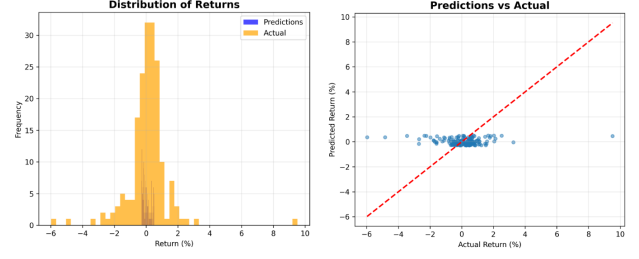 Distribution of Returns
Predictions
Actual
30
25
20
15
10
5
0
Frequency
−6 −4 −2 0 2 4 6 8 10
Return (%)
Predictions vs Actual
10
8
6
4
2
0
−2
−4
−6
Predicted Return (%)
−6 −4 −2 0 2 4 6 8 10
Actual Return (%)